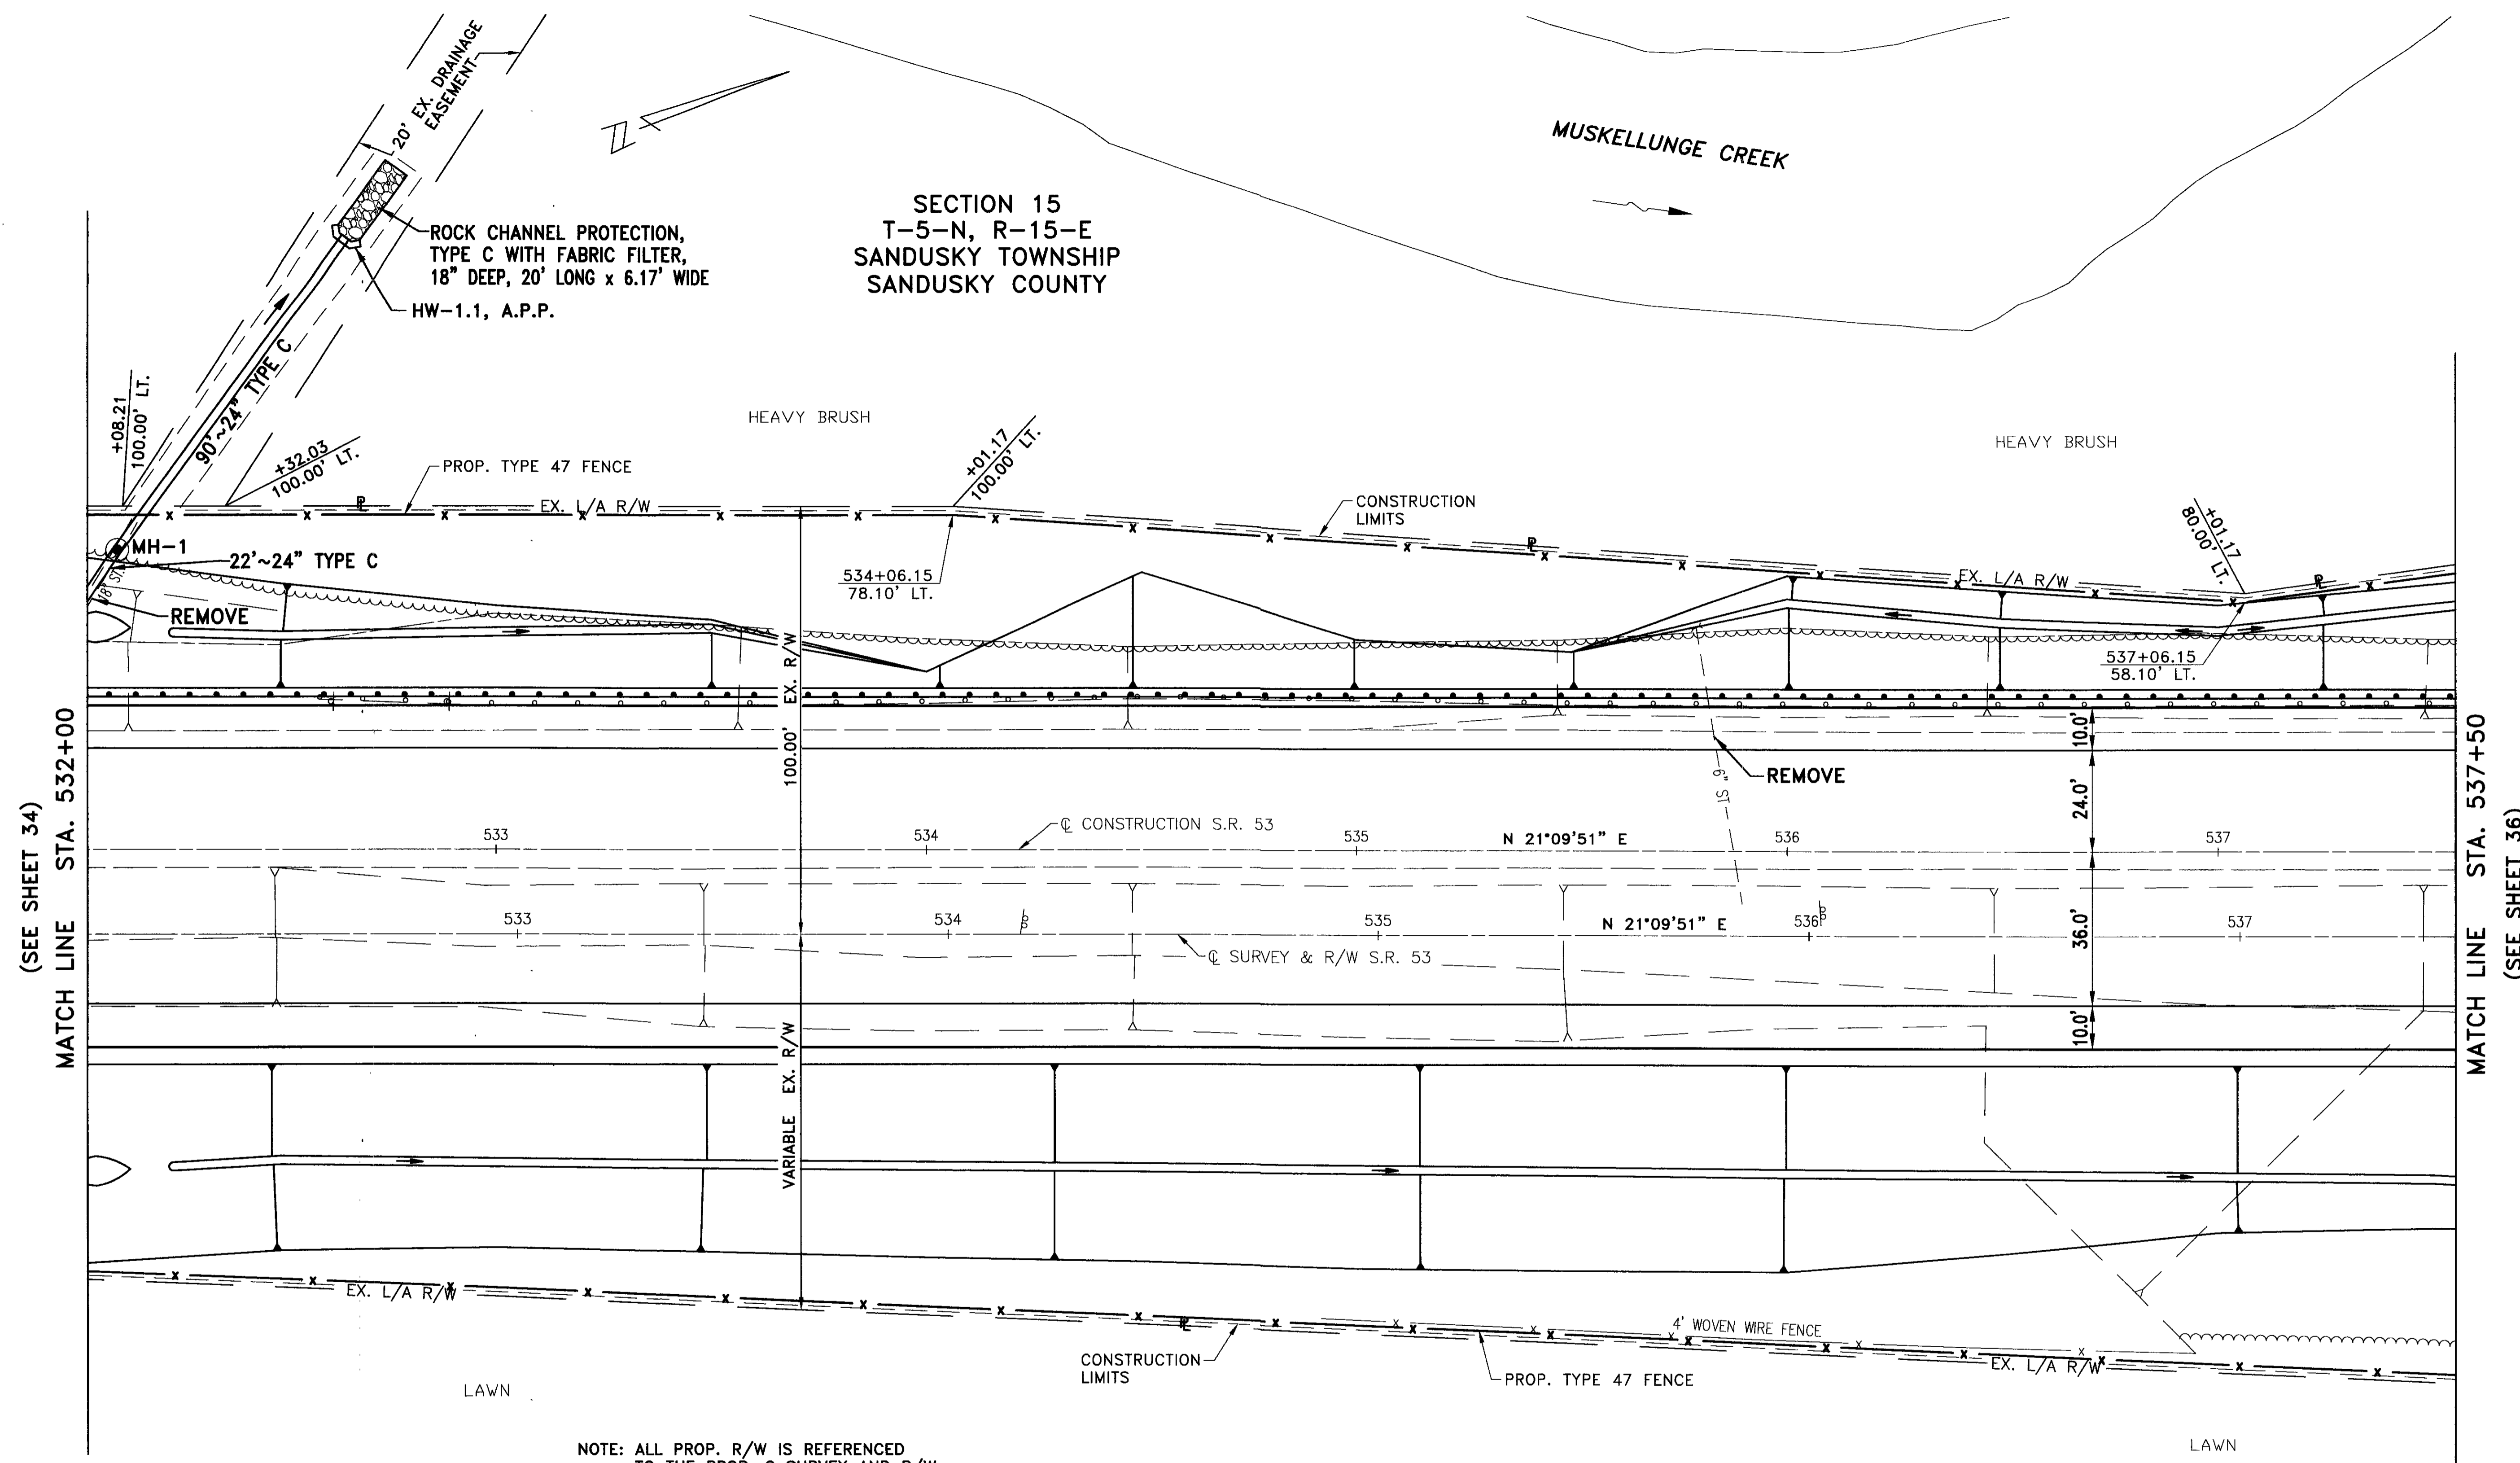 20' EX. DRAINAGE
EASEMENT
ROCK CHANNEL PROTECTION,
TYPE C WITH FABRIC FILTER,
18" DEEP, 20' LONG x 6.17' WIDE
HW-1.1, A.P.P.
SECTION 15
T-5-N, R-15-E
SANDUSKY TOWNSHIP
SANDUSKY COUNTY
MUSKELLUNGE CREEK
N
+08.21
100.00' LT.
90'~24" TYPE C
+32.03
100.00' LT.
HEAVY BRUSH
+01.17
100.00' LT.
HEAVY BRUSH
PROP. TYPE 47 FENCE
EX. L/A R/W
CONSTRUCTION
LIMITS
+01.17
80.00' LT.
MH-1
22'~24" TYPE C
18" ST.
REMOVE
534+06.15
78.10' LT.
EX. L/A R/W
537+06.15
58.10' LT.
100.00' EX. R/W
REMOVE
6" ST
10.0'
24.0'
36.0'
10.0'
(SEE SHEET 34)
MATCH LINE STA. 532+00
533
534
℄ CONSTRUCTION S.R. 53
535
N 21°09'51" E
536
537
533
534
535
N 21°09'51" E
536
537
℄ SURVEY & R/W S.R. 53
MATCH LINE STA. 537+50
(SEE SHEET 36)
VARIABLE EX. R/W
EX. L/A R/W
CONSTRUCTION
LIMITS
PROP. TYPE 47 FENCE
4' WOVEN WIRE FENCE
EX. L/A R/W
LAWN
LAWN
NOTE: ALL PROP. R/W IS REFERENCED
TO THE PROP. ℄ SURVEY AND R/W